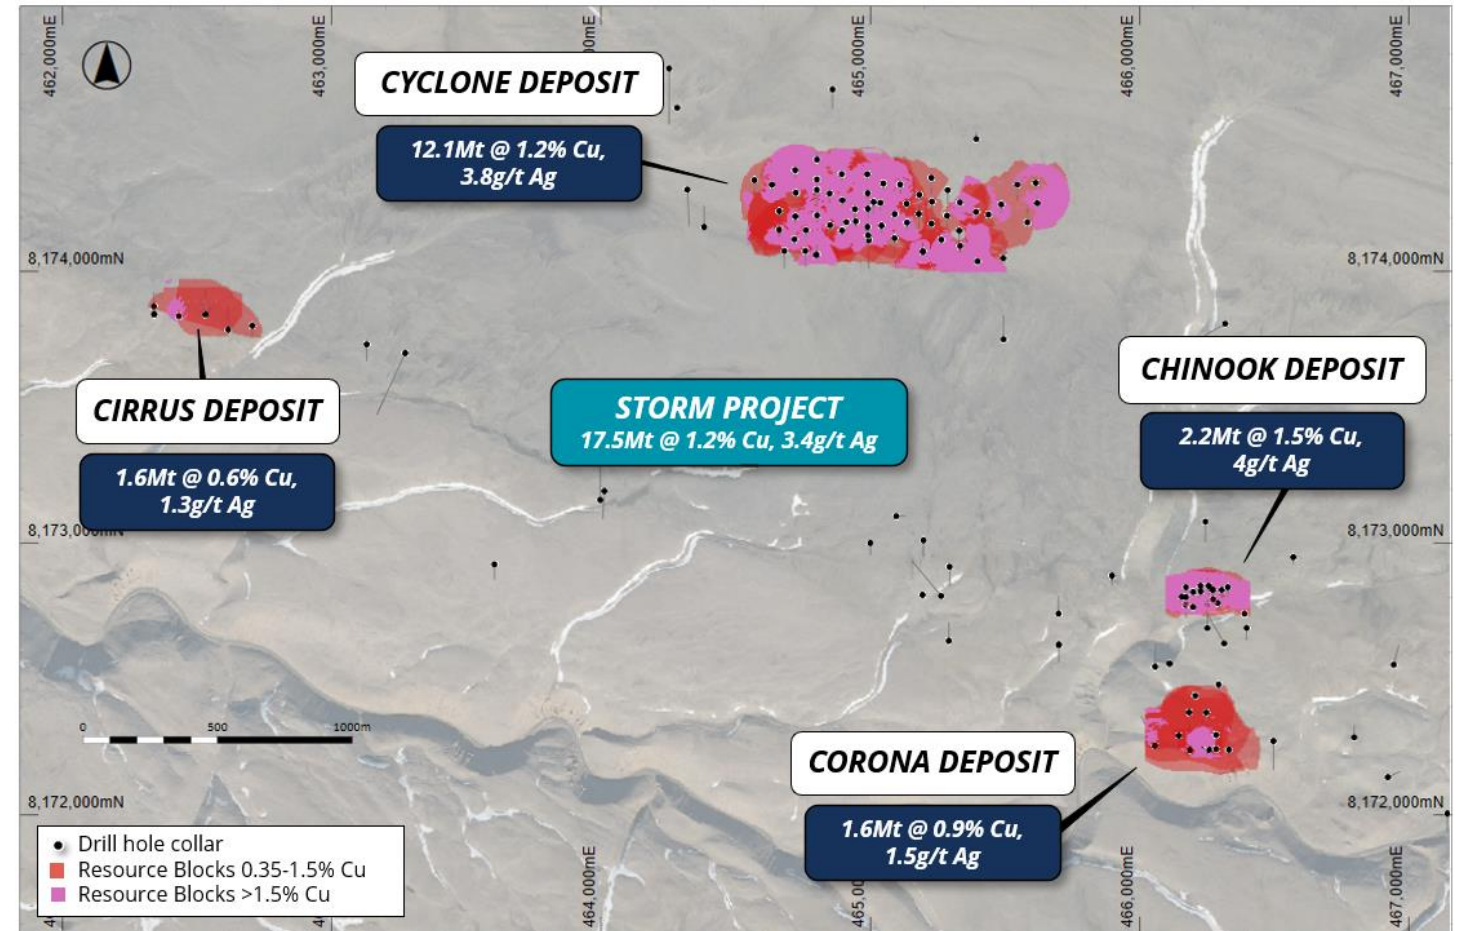 462,000mE
463,000mE
465,000mE
466,000mE
467,000mE
CYCLONE DEPOSIT
12.1Mt @ 1.2% Cu,
3.8g/t Ag
8,174,000mN
8,174,000mN
CHINOOK DEPOSIT
2.2Mt @ 1.5% Cu,
4g/t Ag
CIRRUS DEPOSIT
1.6Mt @ 0.6% Cu,
1.3g/t Ag
STORM PROJECT
17.5Mt @ 1.2% Cu, 3.4g/t Ag
8,173,000mN
8,173,000mN
0 500 1000m
CORONA DEPOSIT
1.6Mt @ 0.9% Cu,
1.5g/t Ag
8,172,000mN
8,172,000mN
Drill hole collar
Resource Blocks 0.35-1.5% Cu
Resource Blocks >1.5% Cu
464,000mE
466,000mE
467,000mE